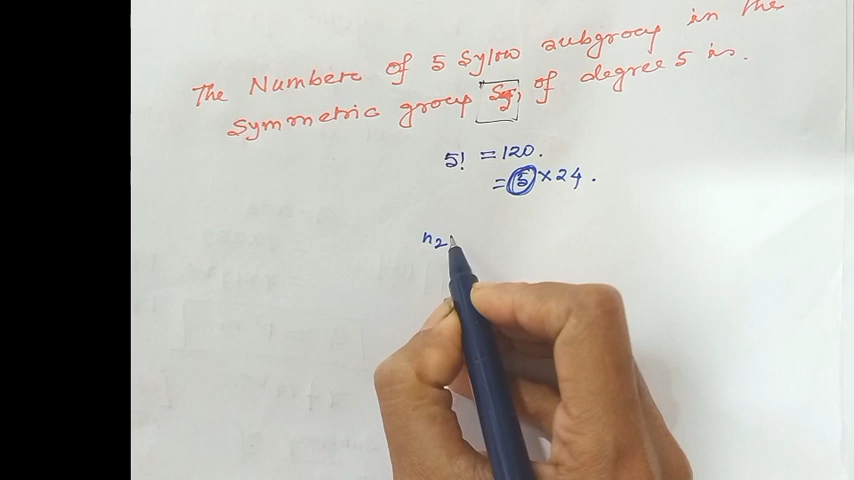 The Numbers of 5 Sylow subgroup in the
Symmetric group S5, of degree 5 is.
5! = 120.
= 5 × 24.
n2